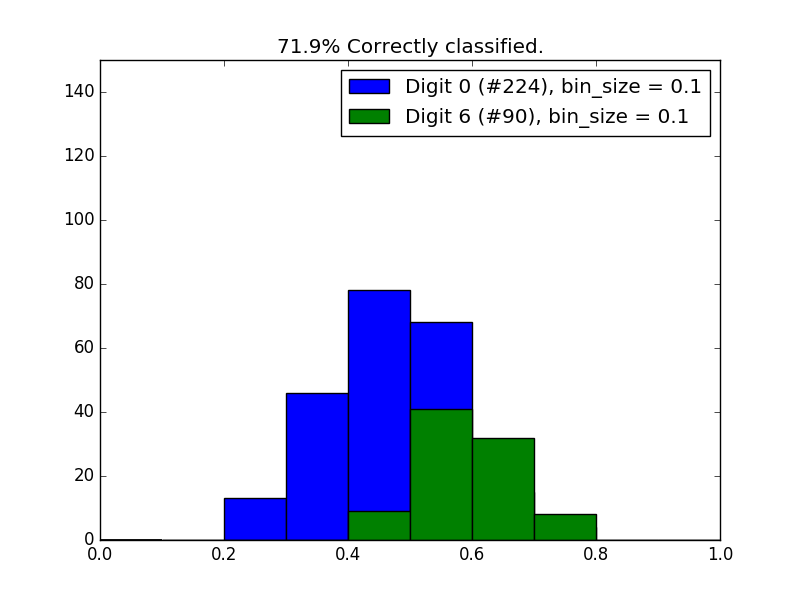 71.9% Correctly classified.
Digit 0 (#224), bin_size = 0.1
Digit 6 (#90), bin_size = 0.1
140
120
100
80
60
40
20
0
0.0 0.2 0.4 0.6 0.8 1.0